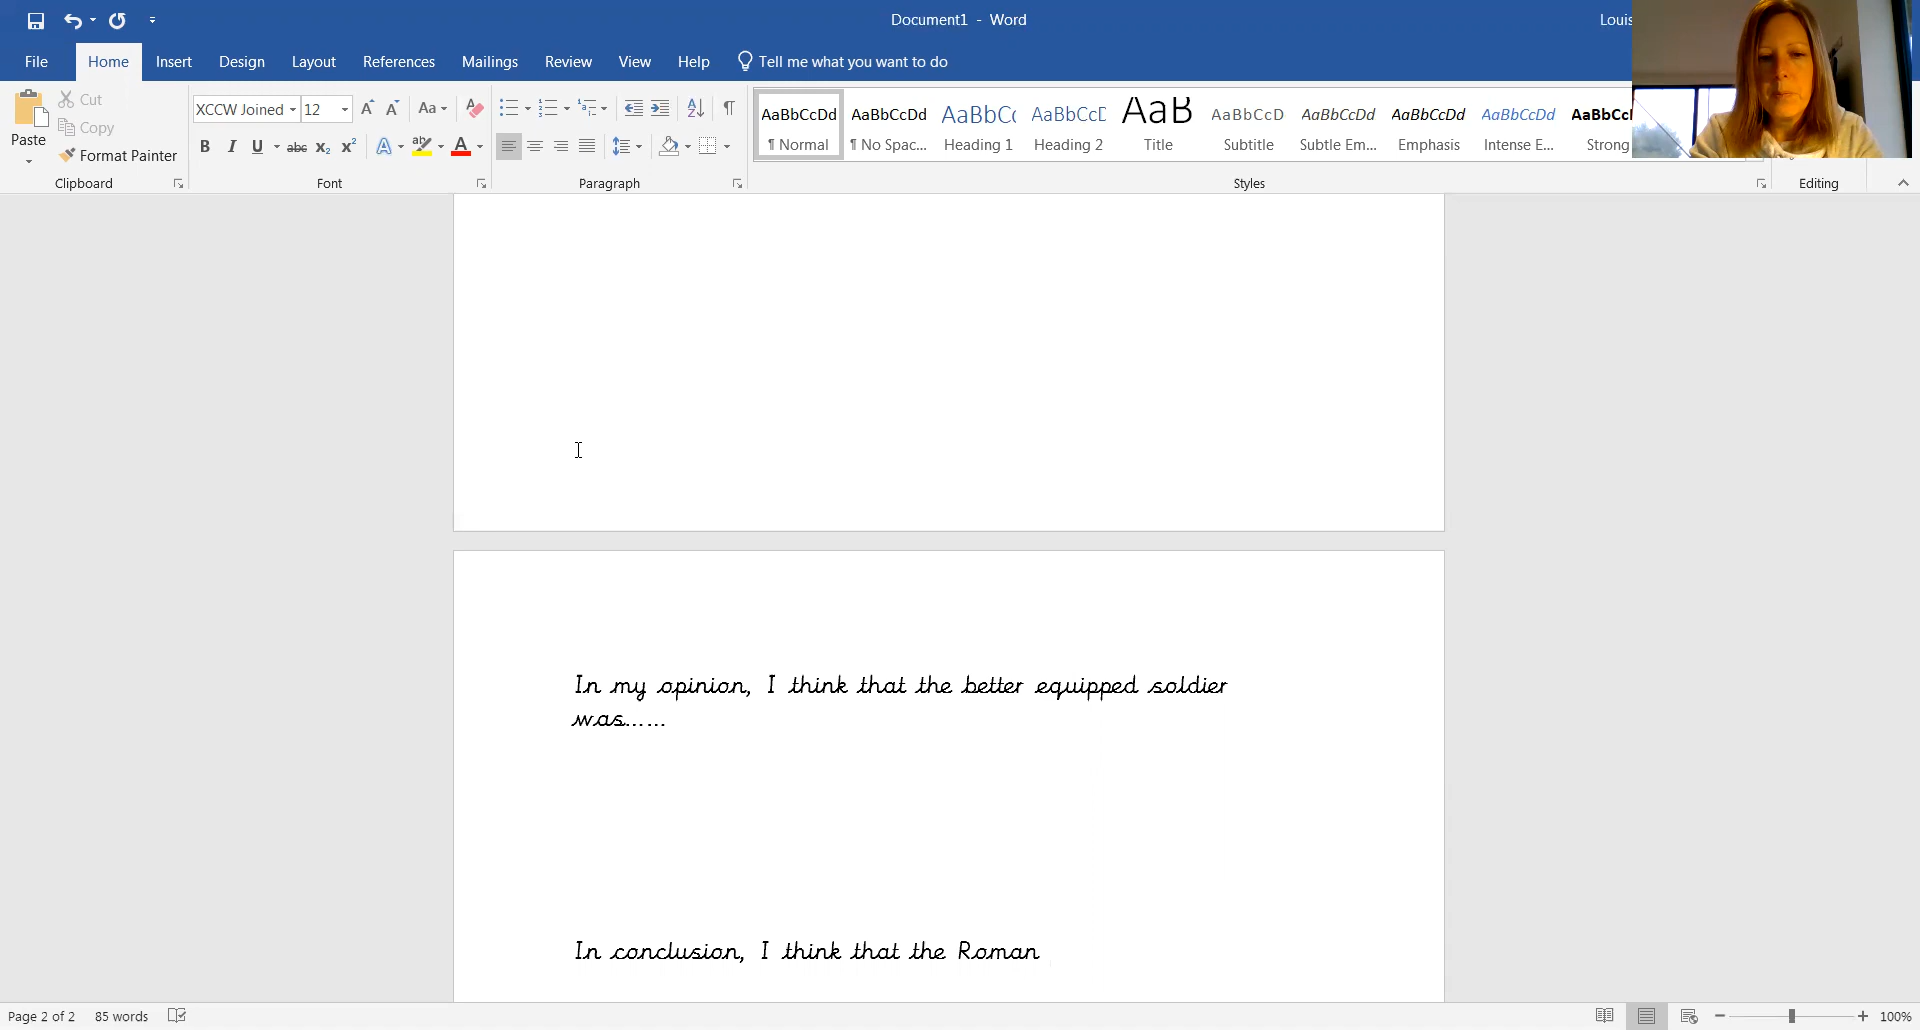 Document1 - Word
Louis
File Home Insert Design Layout References Mailings Review View Help Tell me what you want to do
Paste
Cut
Copy
Format Painter
Clipboard
XCCW Joined 12
Font
Paragraph
AaBbCcDd AaBbCcDd AaBbC AaBbCcD AaB AaBbCcD AaBbCcDd AaBbCcDd AaBbCcDd AaBbCc
¶ Normal ¶ No Spac... Heading 1 Heading 2 Title Subtitle Subtle Em... Emphasis Intense E... Strong
Styles
Editing
In my opinion, I think that the better equipped soldier
was......
In conclusion, I think that the Roman
Page 2 of 2 85 words
100%